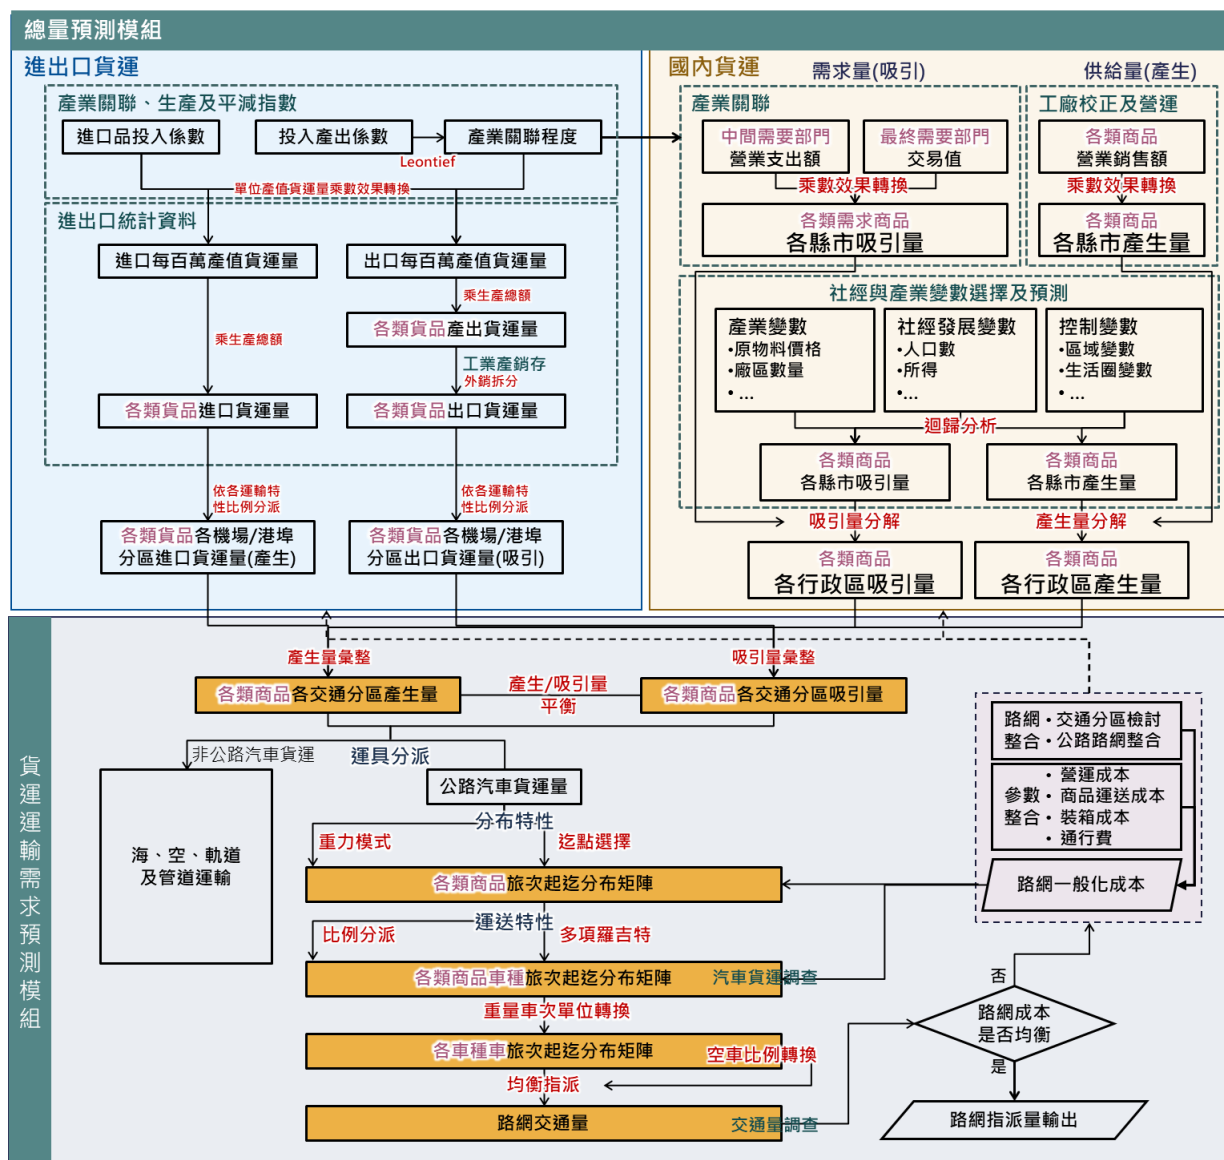 總量預測模組
進出口貨運
產業關聯、生產及平減指數
進口品投入係數
投入產出係數
產業關聯程度
Leontief
單位產值貨運量乘數效果轉換
進出口統計資料
進口每百萬產值貨運量
出口每百萬產值貨運量
乘生產總額
各類貨品產出貨運量
乘生產總額
工業產銷存
外銷拆分
各類貨品進口貨運量
各類貨品出口貨運量
依各運輸特
性比例分派
依各運輸特
性比例分派
各類貨品各機場/港埠
分區進口貨運量(產生)
各類貨品各機場/港埠
分區出口貨運量(吸引)
國內貨運
需求量(吸引)
供給量(產生)
產業關聯
中間需要部門
營業支出額
最終需要部門
交易值
乘數效果轉換
各類需求商品
各縣市吸引量
工廠校正及營運
各類商品
營業銷售額
乘數效果轉換
各類商品
各縣市產生量
社經與產業變數選擇及預測
產業變數
•原物料價格
•廠區數量
• ...
社經發展變數
•人口數
•所得
•...
控制變數
•區域變數
•生活圈變數
• ...
迴歸分析
各類商品
各縣市吸引量
各類商品
各縣市產生量
吸引量分解
產生量分解
各類商品
各行政區吸引量
各類商品
各行政區產生量
貨運運輸需求預測模組
產生量彙整
吸引量彙整
各類商品各交通分區產生量
產生/吸引量
平衡
各類商品各交通分區吸引量
非公路汽車貨運
運具分派
海、空、軌道
及管道運輸
公路汽車貨運量
分布特性
重力模式
迄點選擇
各類商品旅次起迄分布矩陣
運送特性
比例分派
多項羅吉特
各類商品車種旅次起迄分布矩陣
汽車貨運調查
重量車次單位轉換
各車種車旅次起迄分布矩陣
空車比例轉換
均衡指派
路網交通量
交通量調查
路網・交通分區檢討
整合・公路路網整合
・營運成本
參數・商品運送成本
整合・裝箱成本
・通行費
路網一般化成本
否
路網成本
是否均衡
是
路網指派量輸出